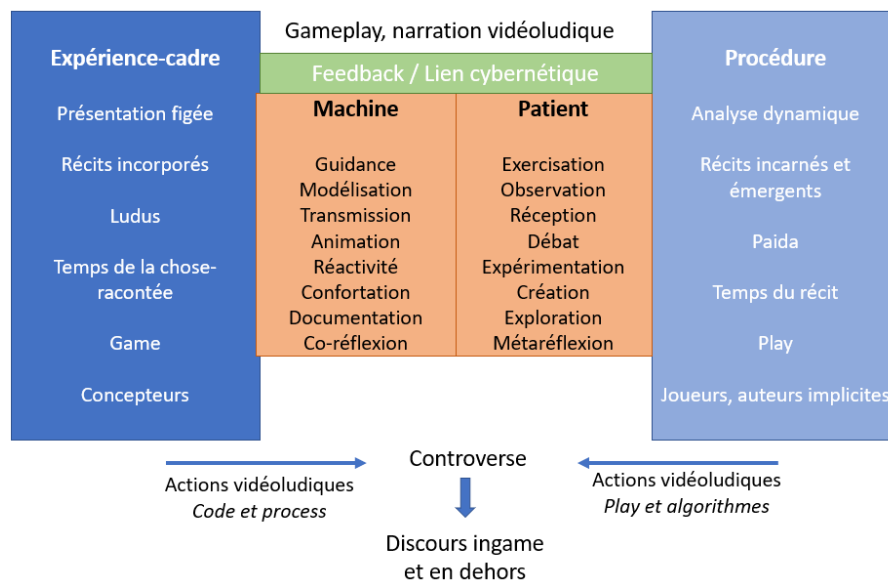 Gameplay, narration vidéoludique
Expérience-cadre
Présentation figée
Récits incorporés
Ludus
Temps de la chose-
racontée
Game
Concepteurs
Feedback / Lien cybernétique
Machine
Guidance
Modélisation
Transmission
Animation
Réactivité
Confortation
Documentation
Co-réflexion
Patient
Exercisation
Observation
Réception
Débat
Expérimentation
Création
Exploration
Métaréflexion
Procédure
Analyse dynamique
Récits incarnés et
émergents
Paida
Temps du récit
Play
Joueurs, auteurs implicites
Actions vidéoludiques
Code et process
Controverse
Actions vidéoludiques
Play et algorithmes
Discours ingame
et en dehors